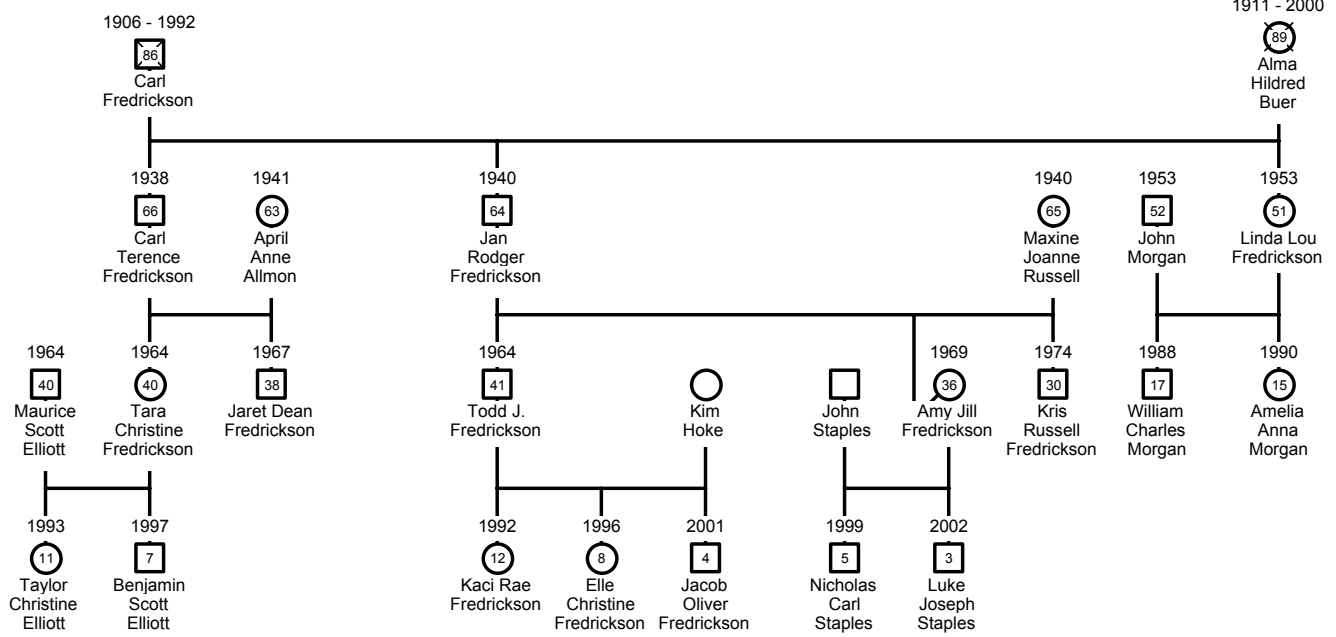 1906 - 1992
86
Carl
Fredrickson
1911 - 2000
89
Alma
Hildred
Buer
1938
66
Carl
Terence
Fredrickson
1941
63
April
Anne
Allmon
1940
64
Jan
Rodger
Fredrickson
1940
65
Maxine
Joanne
Russell
1953
52
John
Morgan
1953
51
Linda Lou
Fredrickson
1964
40
Maurice
Scott
Elliott
1964
40
Tara
Christine
Fredrickson
1967
38
Jaret Dean
Fredrickson
1964
41
Todd J.
Fredrickson
Kim
Hoke
John
Staples
1969
36
Amy Jill
Fredrickson
1974
30
Kris
Russell
Fredrickson
1988
17
William
Charles
Morgan
1990
15
Amelia
Anna
Morgan
1993
11
Taylor
Christine
Elliott
1997
7
Benjamin
Scott
Elliott
1992
12
Kaci Rae
Fredrickson
1996
8
Elle
Christine
Fredrickson
2001
4
Jacob
Oliver
Fredrickson
1999
5
Nicholas
Carl
Staples
2002
3
Luke
Joseph
Staples